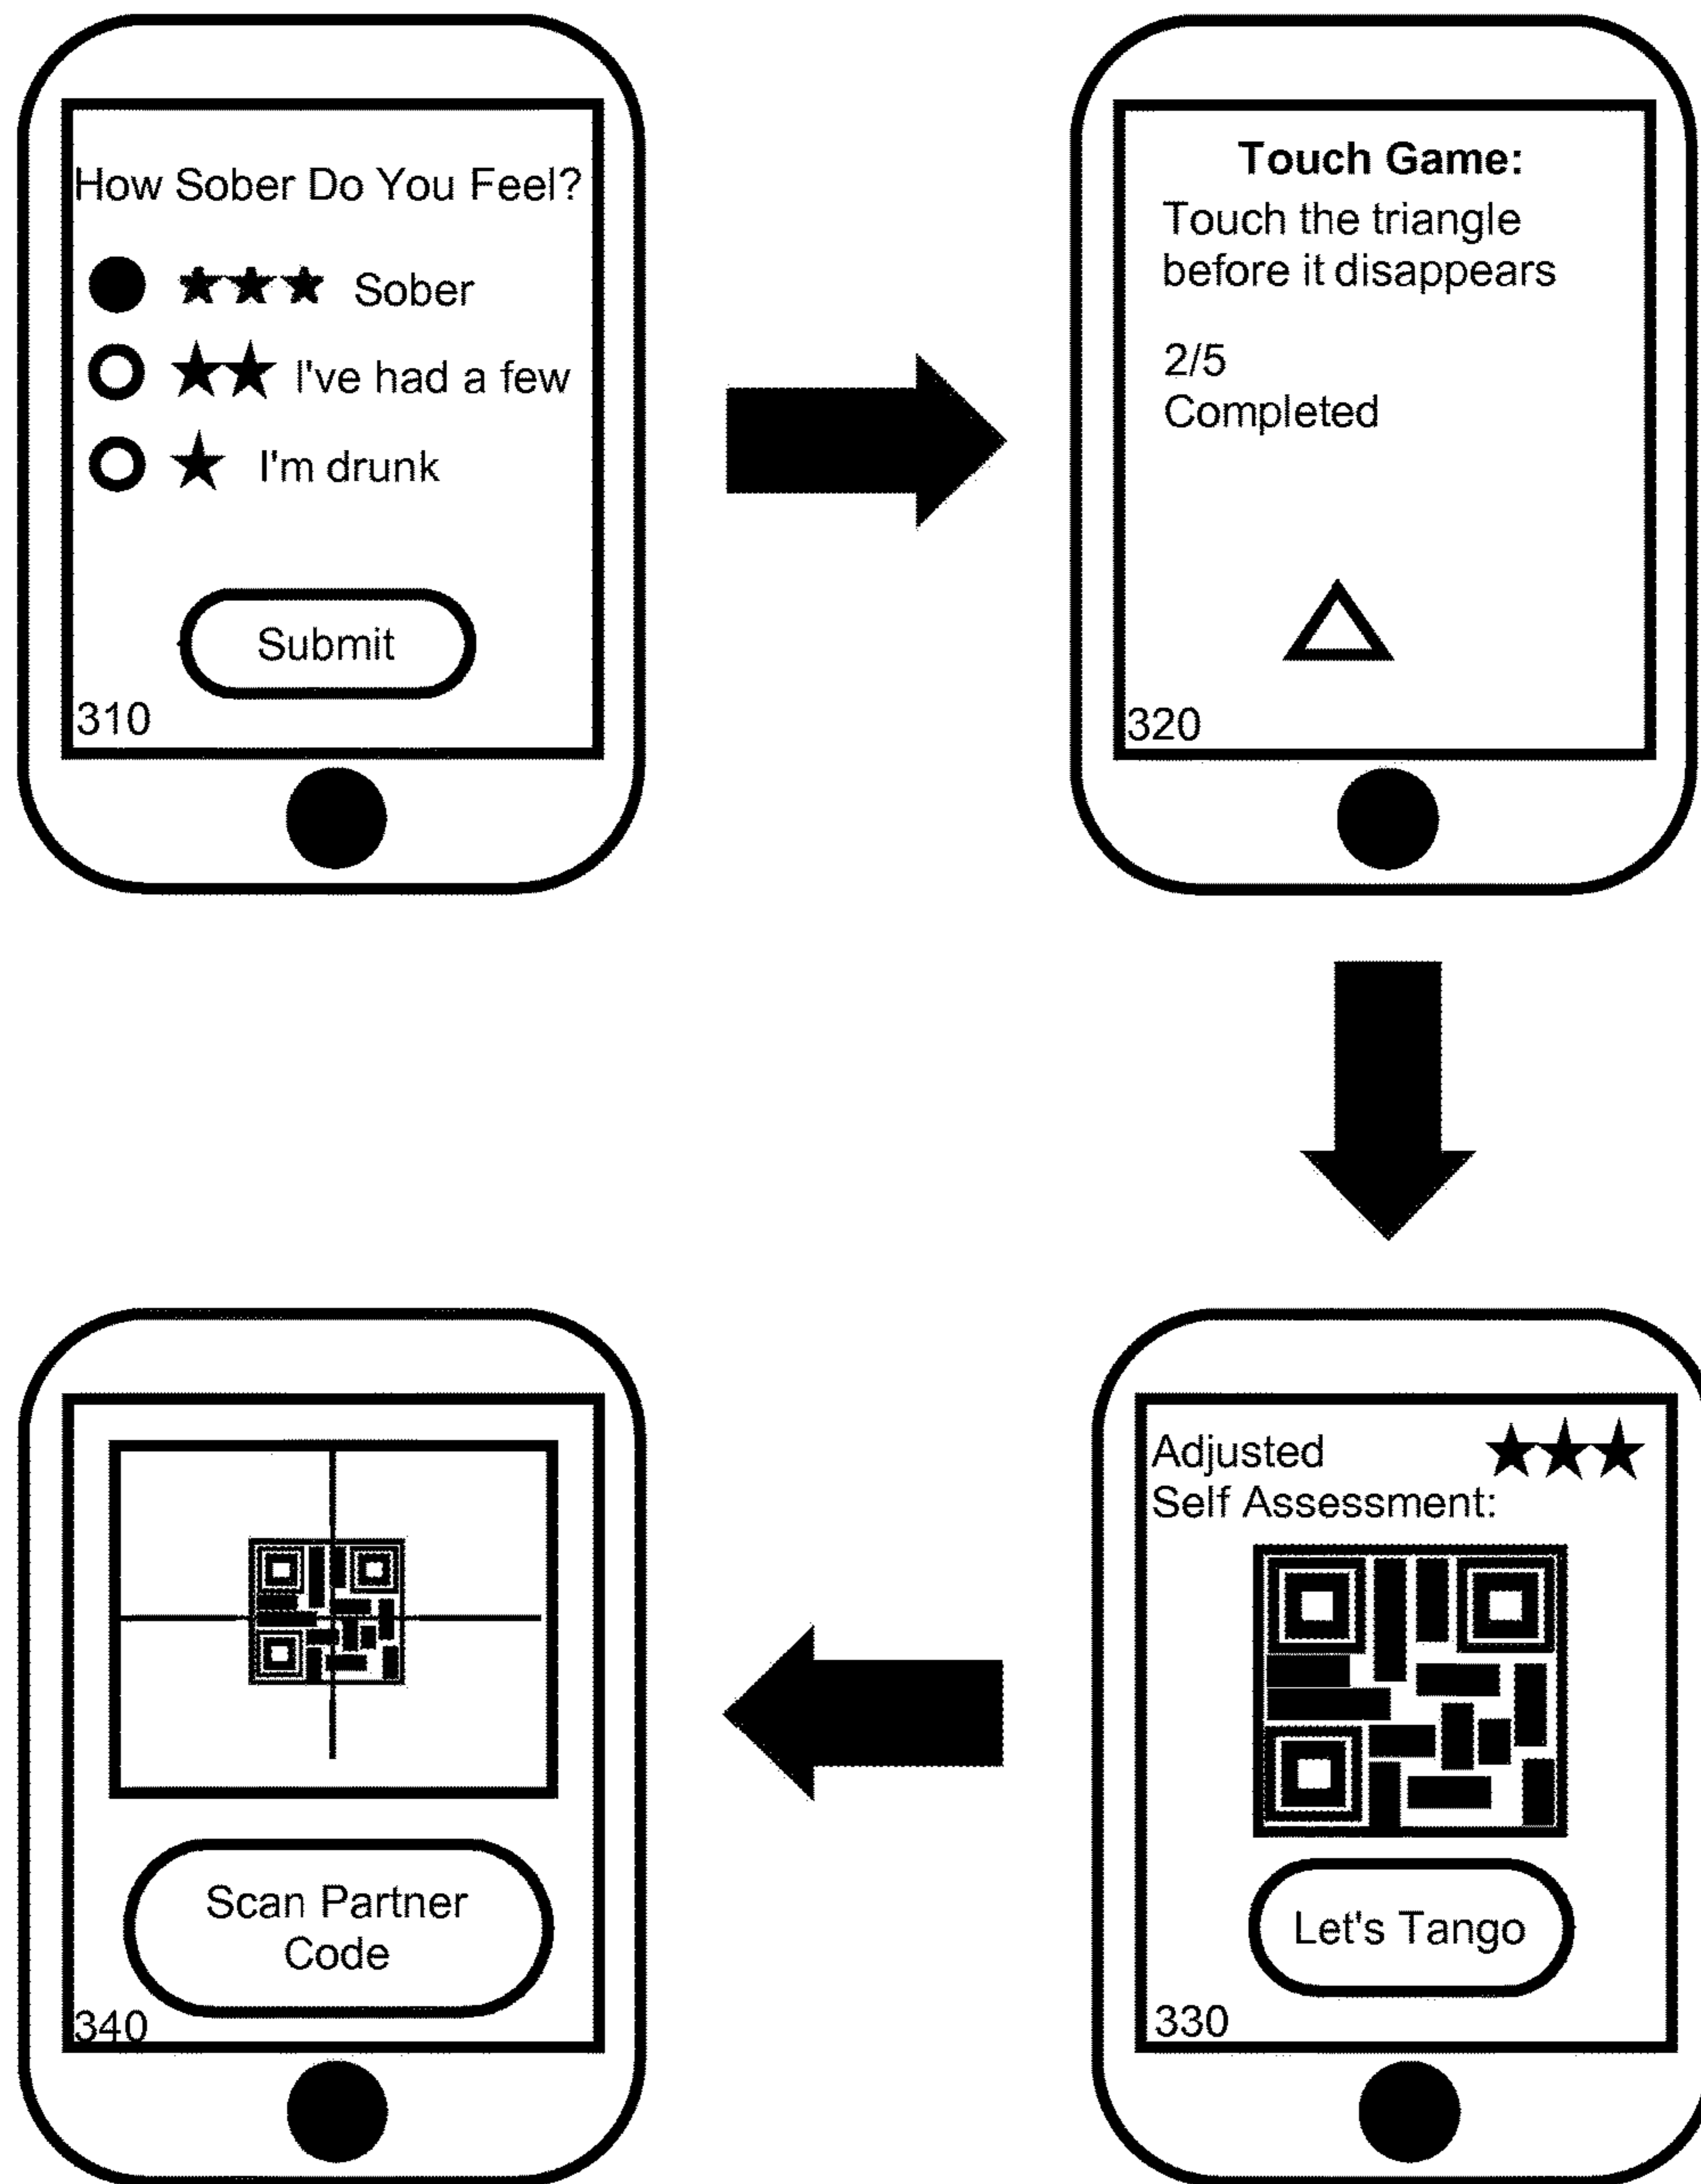 How Sober Do You Feel?
★★★ Sober
★★ I've had a few
★ I'm drunk
Submit
310
Touch Game:
Touch the triangle
before it disappears
2/5
Completed
320
Adjusted ★★★
Self Assessment:
Let's Tango
330
Scan Partner
Code
340